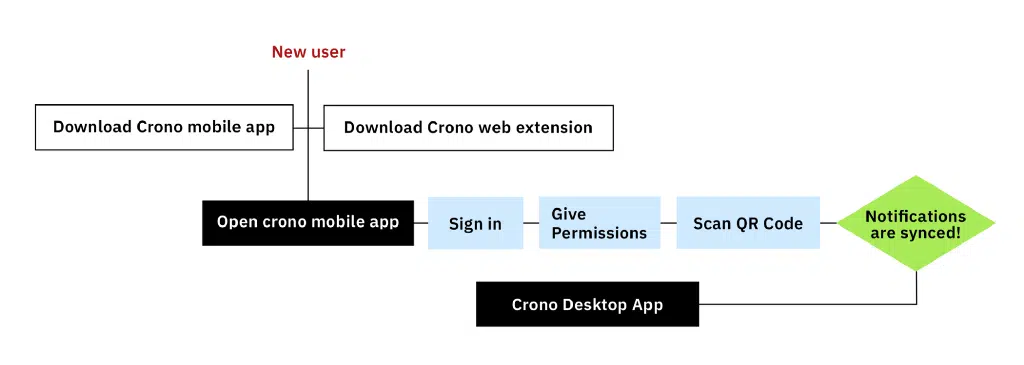 New user
Download Crono mobile app
Download Crono web extension
Open crono mobile app
Sign in
Give
Permissions
Scan QR Code
Notifications
are synced!
Crono Desktop App